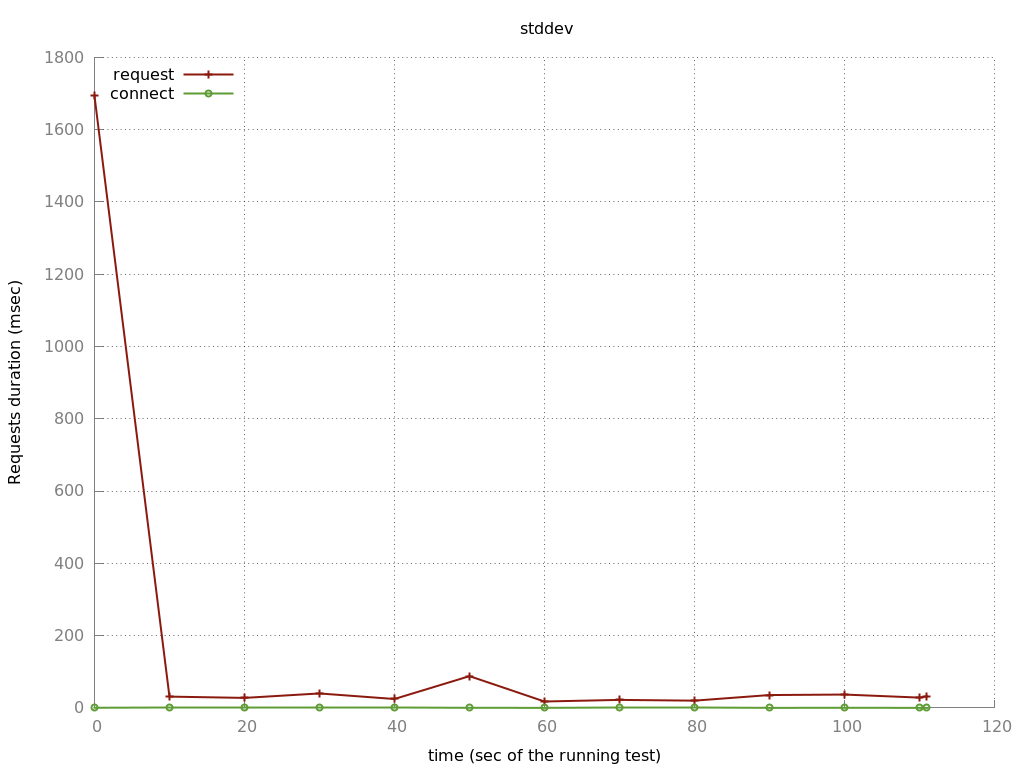 stddev
1800
request
connect
1600
1400
1200
1000
800
600
400
200
0
0 20 40 60 80 100 120
Requests duration (msec)
time (sec of the running test)